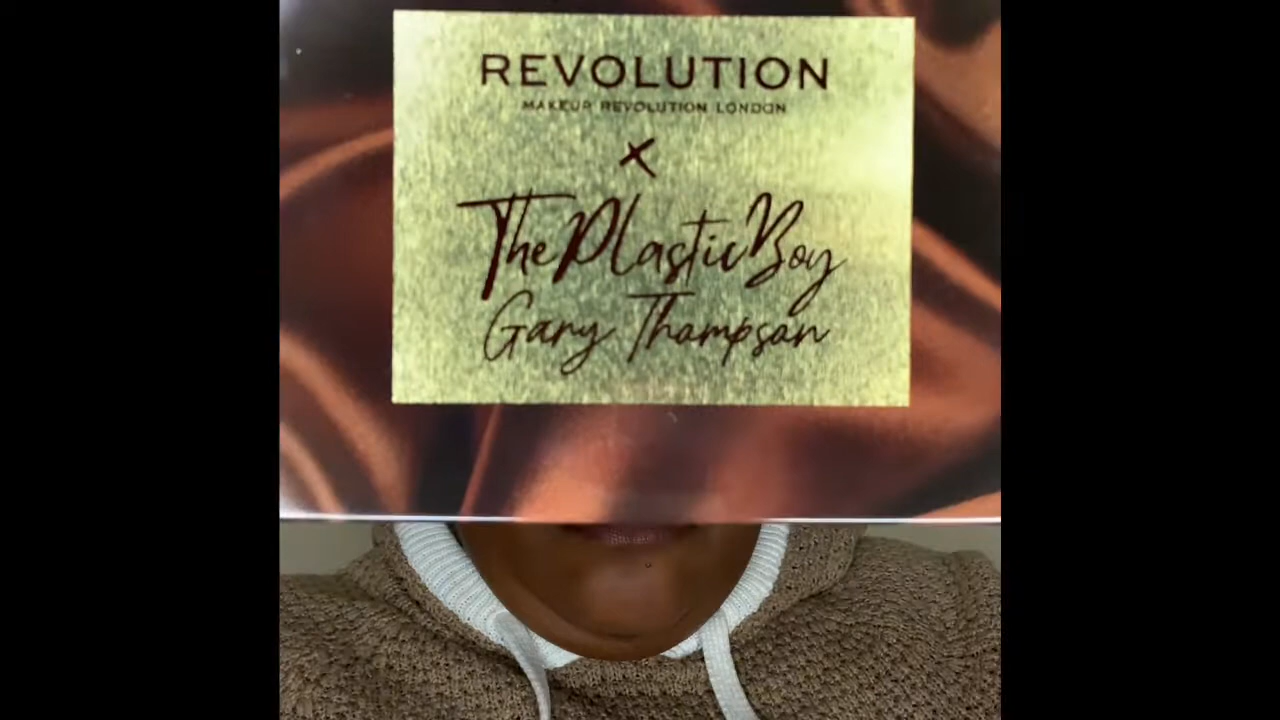 REVOLUTION
MAKEUP REVOLUTION LONDON
X
ThePlasticBoy
Gary Thompson